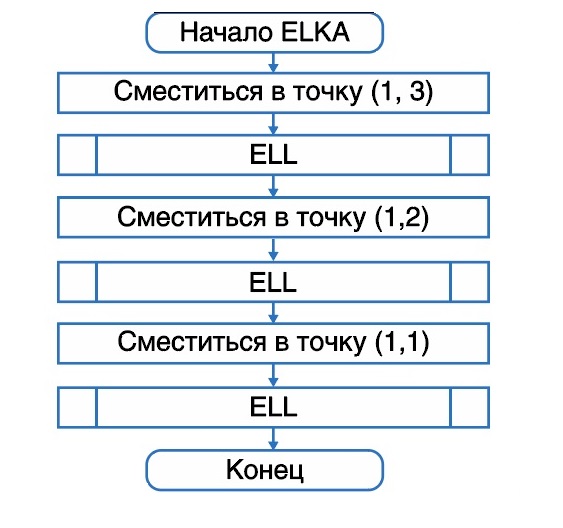 Начало ELKA
Сместиться в точку (1, 3)
ELL
Сместиться в точку (1,2)
ELL
Сместиться в точку (1,1)
ELL
Конец